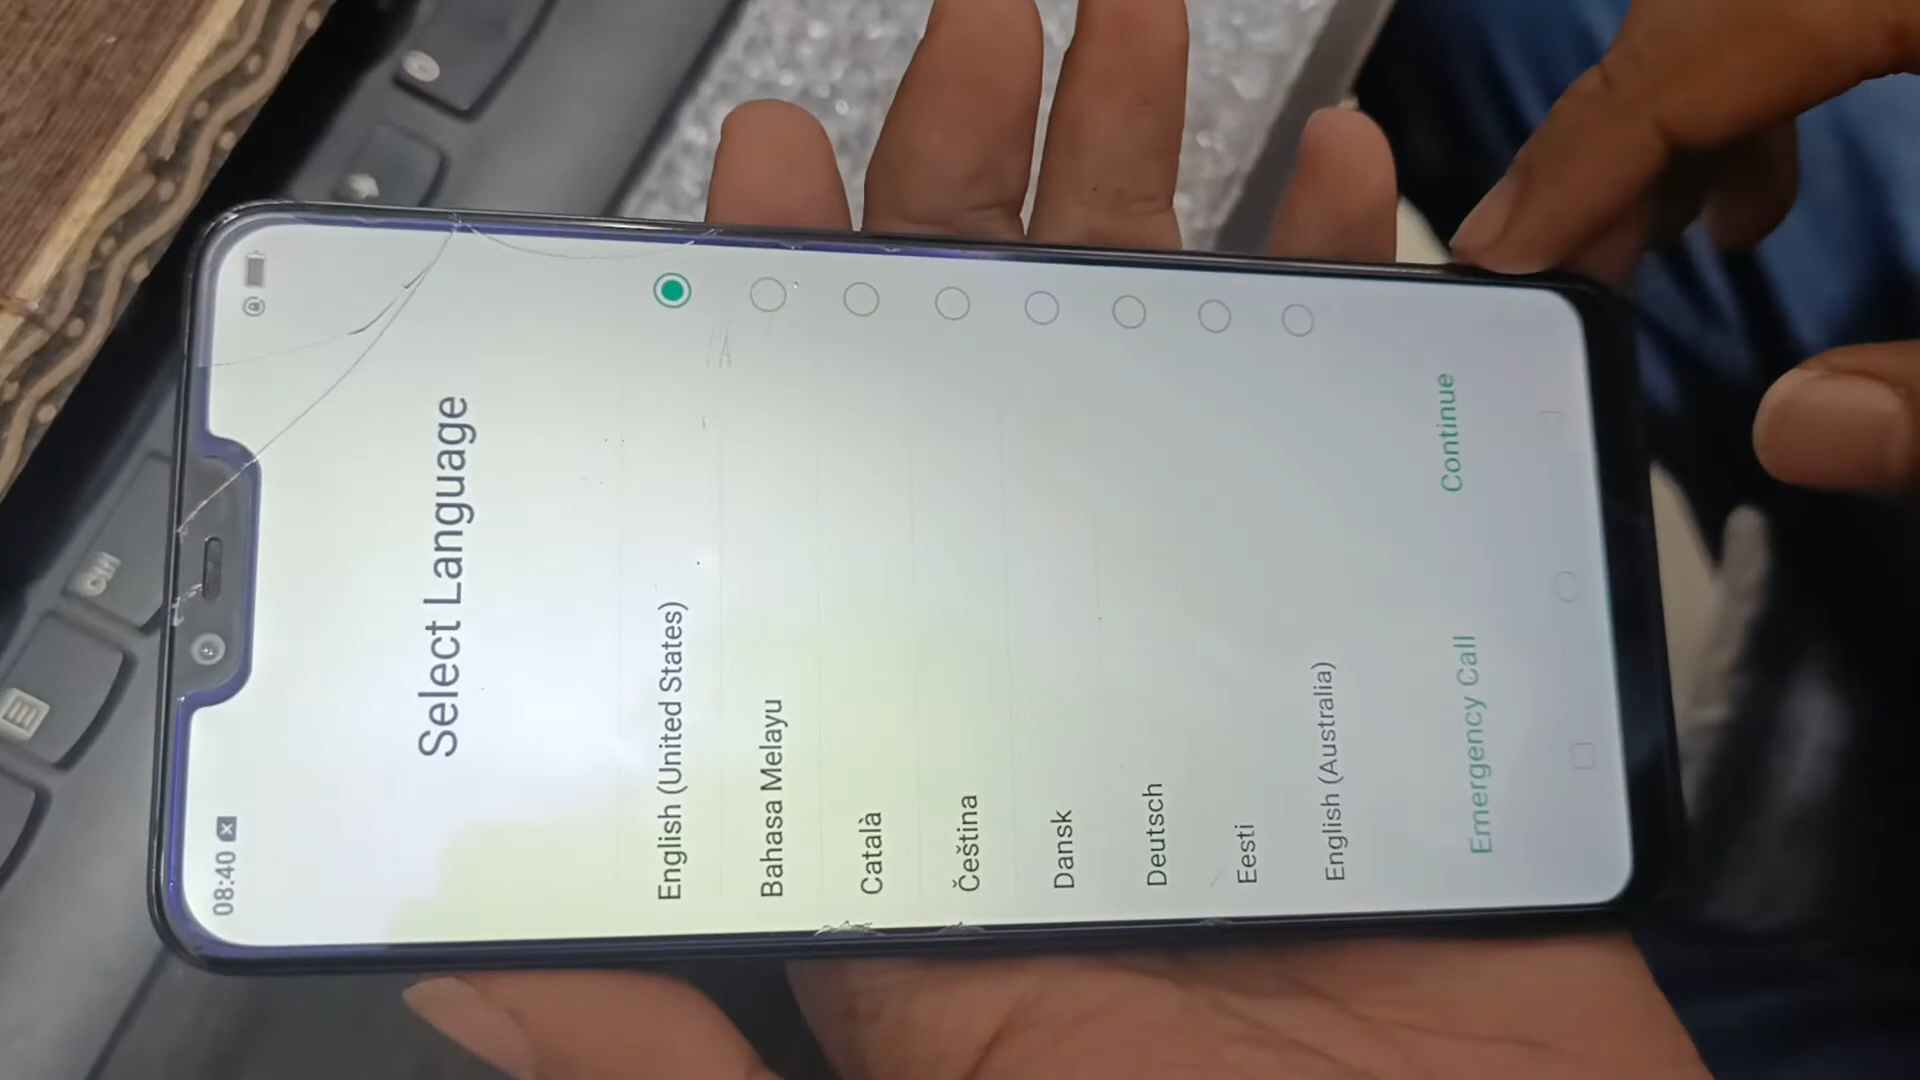 08:40
Select Language
English (United States)
Bahasa Melayu
Català
Čeština
Dansk
Deutsch
Eesti
English (Australia)
Emergency Call
Continue